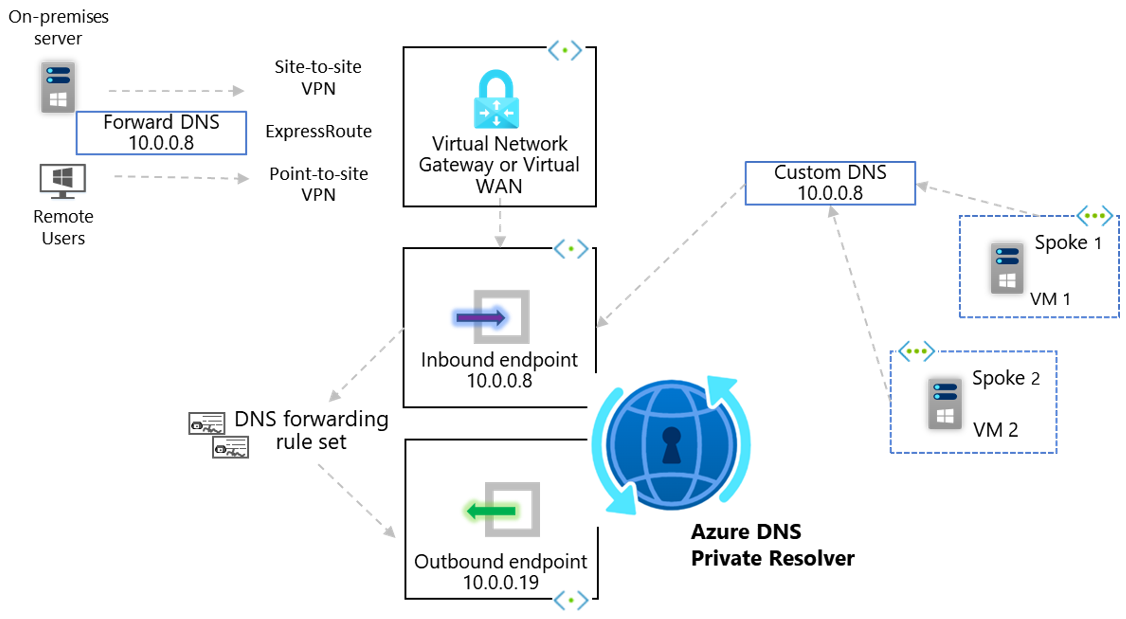 On-premises
server
Site-to-site
VPN
Forward DNS
10.0.0.8
ExpressRoute
Point-to-site
VPN
Remote
Users
Virtual Network
Gateway or Virtual
WAN
Custom DNS
10.0.0.8
Spoke 1
VM 1
Spoke 2
VM 2
Inbound endpoint
10.0.0.8
DNS forwarding
rule set
Outbound endpoint
10.0.0.19
Azure DNS
Private Resolver